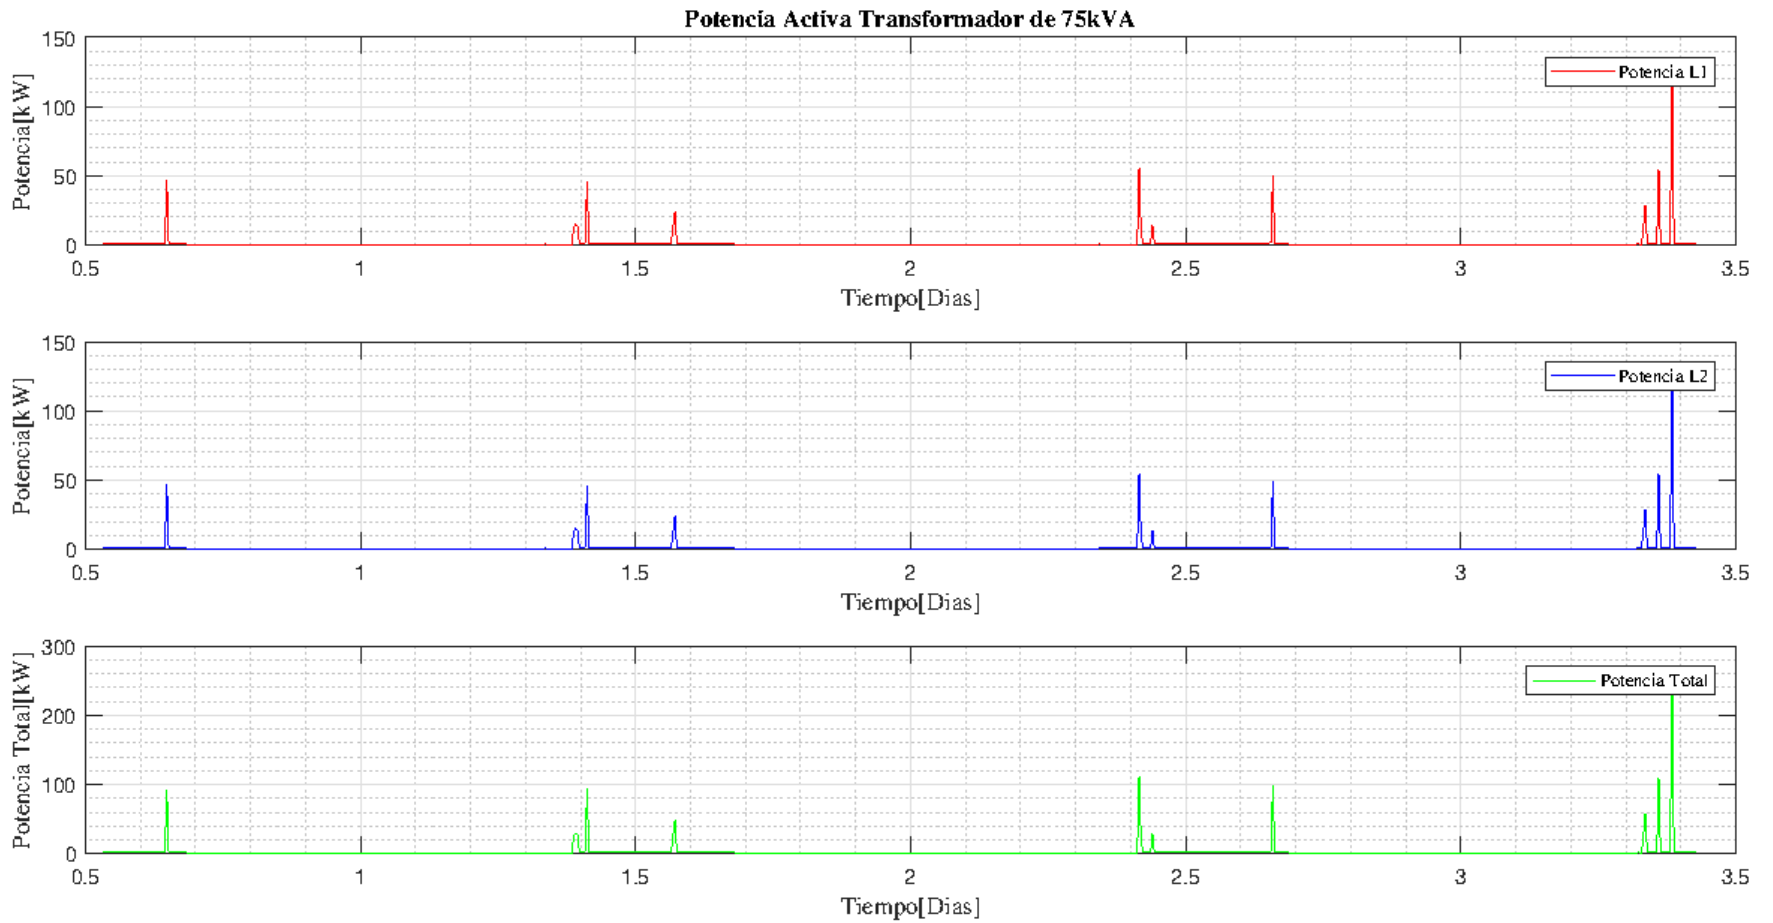 Potencia Activa Transformador de 75kVA
150
100
50
0
Potencia[kW]
Potencia L1
0.5 1 1.5 2 2.5 3 3.5
Tiempo[Dias]
150
100
50
0
Potencia[kW]
Potencia L2
0.5 1 1.5 2 2.5 3 3.5
Tiempo[Dias]
300
200
100
0
Potencia Total[kW]
Potencia Total
0.5 1 1.5 2 2.5 3 3.5
Tiempo[Dias]